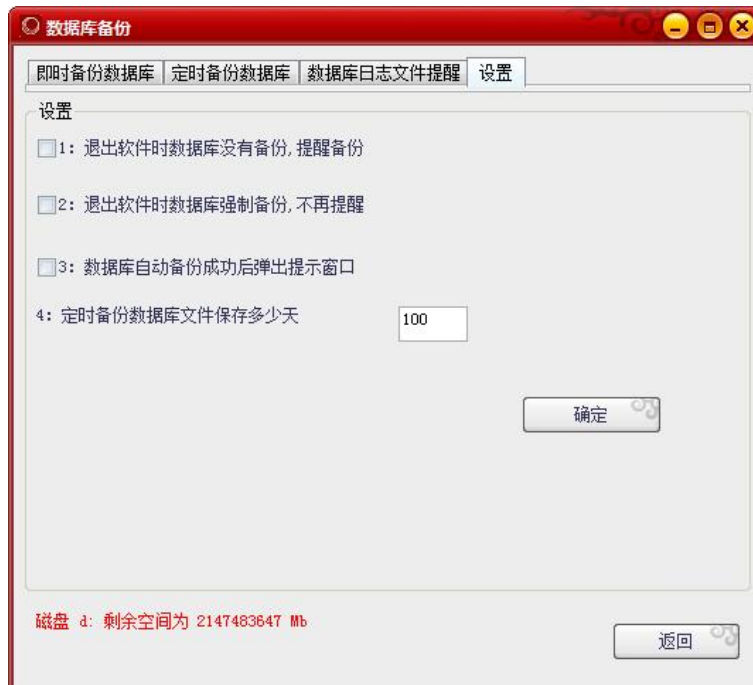 数据库备份
即时备份数据库 定时备份数据库 数据库日志文件提醒 设置
设置
1: 退出软件时数据库没有备份,提醒备份
2: 退出软件时数据库强制备份,不再提醒
3: 数据库自动备份成功后弹出提示窗口
4: 定时备份数据库文件保存多少天 100
确定
磁盘 d: 剩余空间为 2147483647 Mb
返回